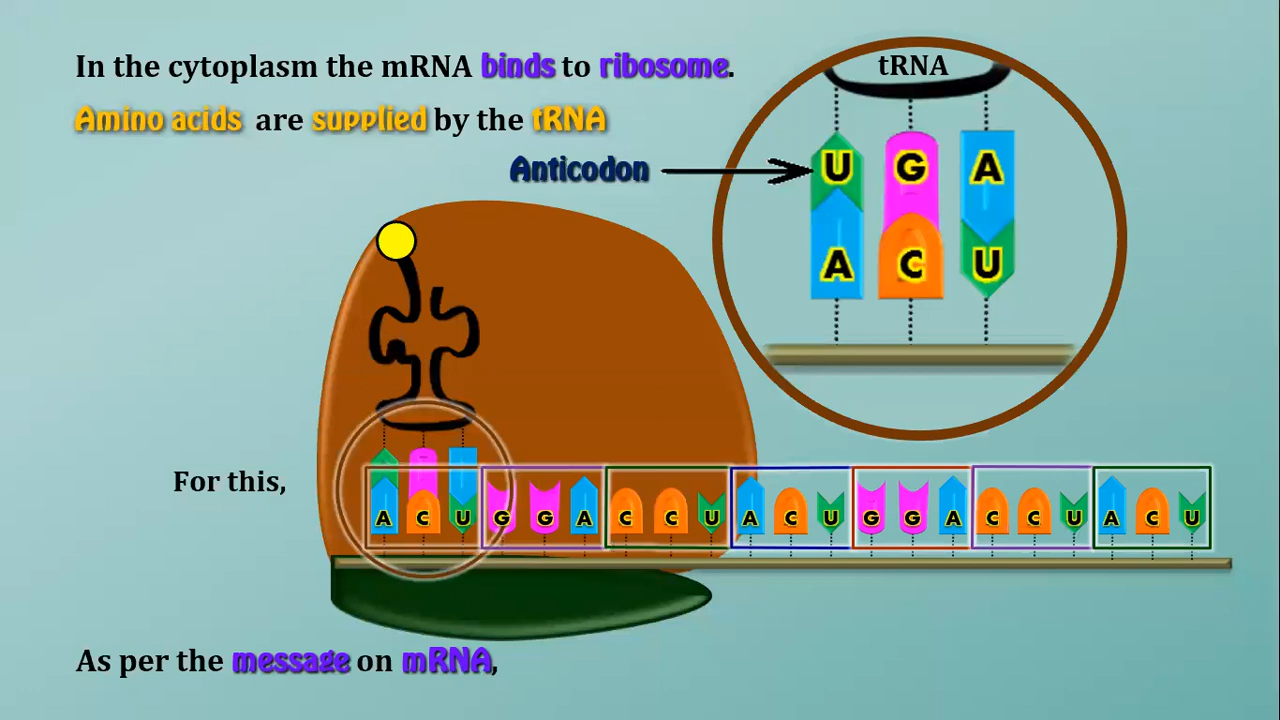 In the cytoplasm the mRNA binds to ribosome.
Amino acids are supplied by the tRNA
tRNA
Anticodon
U G A
A C U
For this,
A C U G G A C C U A C U G G A C C U A C U
As per the message on mRNA,